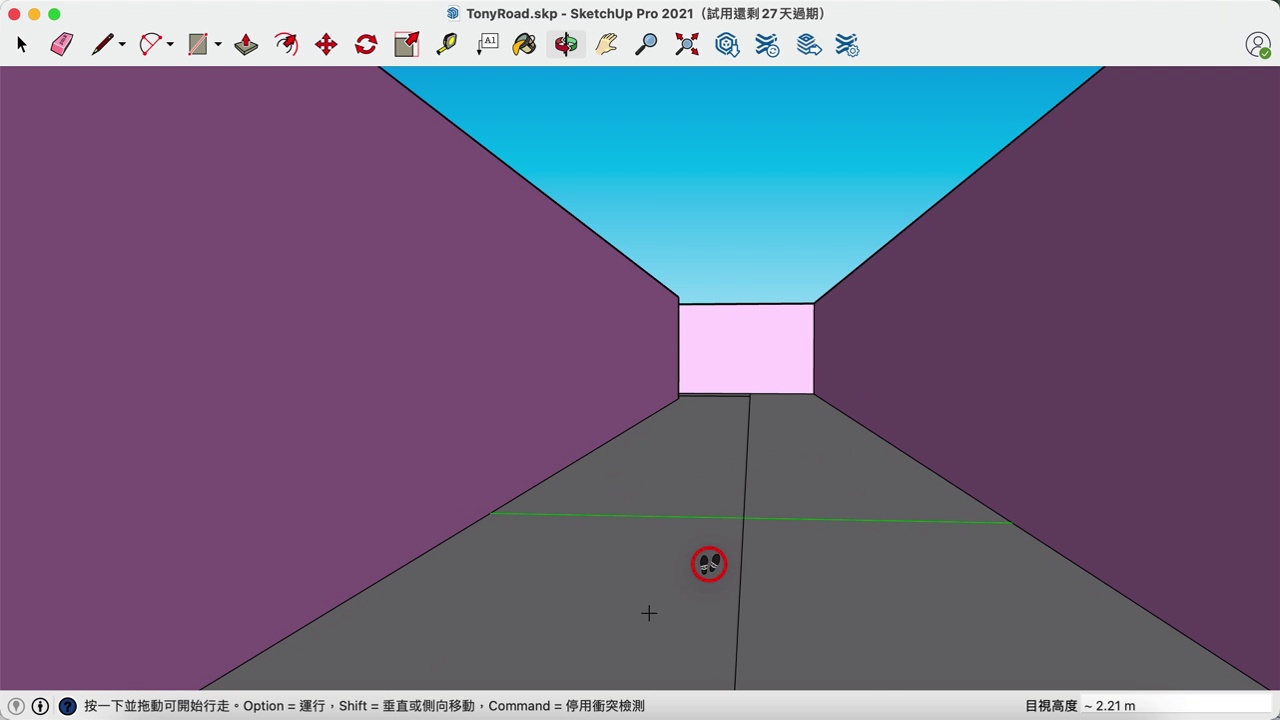 TonyRoad.skp - SketchUp Pro 2021（試用還剩 27 天過期）
A1
按一下並拖動可開始行走。Option = 運行，Shift = 垂直或側向移動，Command = 停用衝突檢測
目視高度 ~ 2.21 m